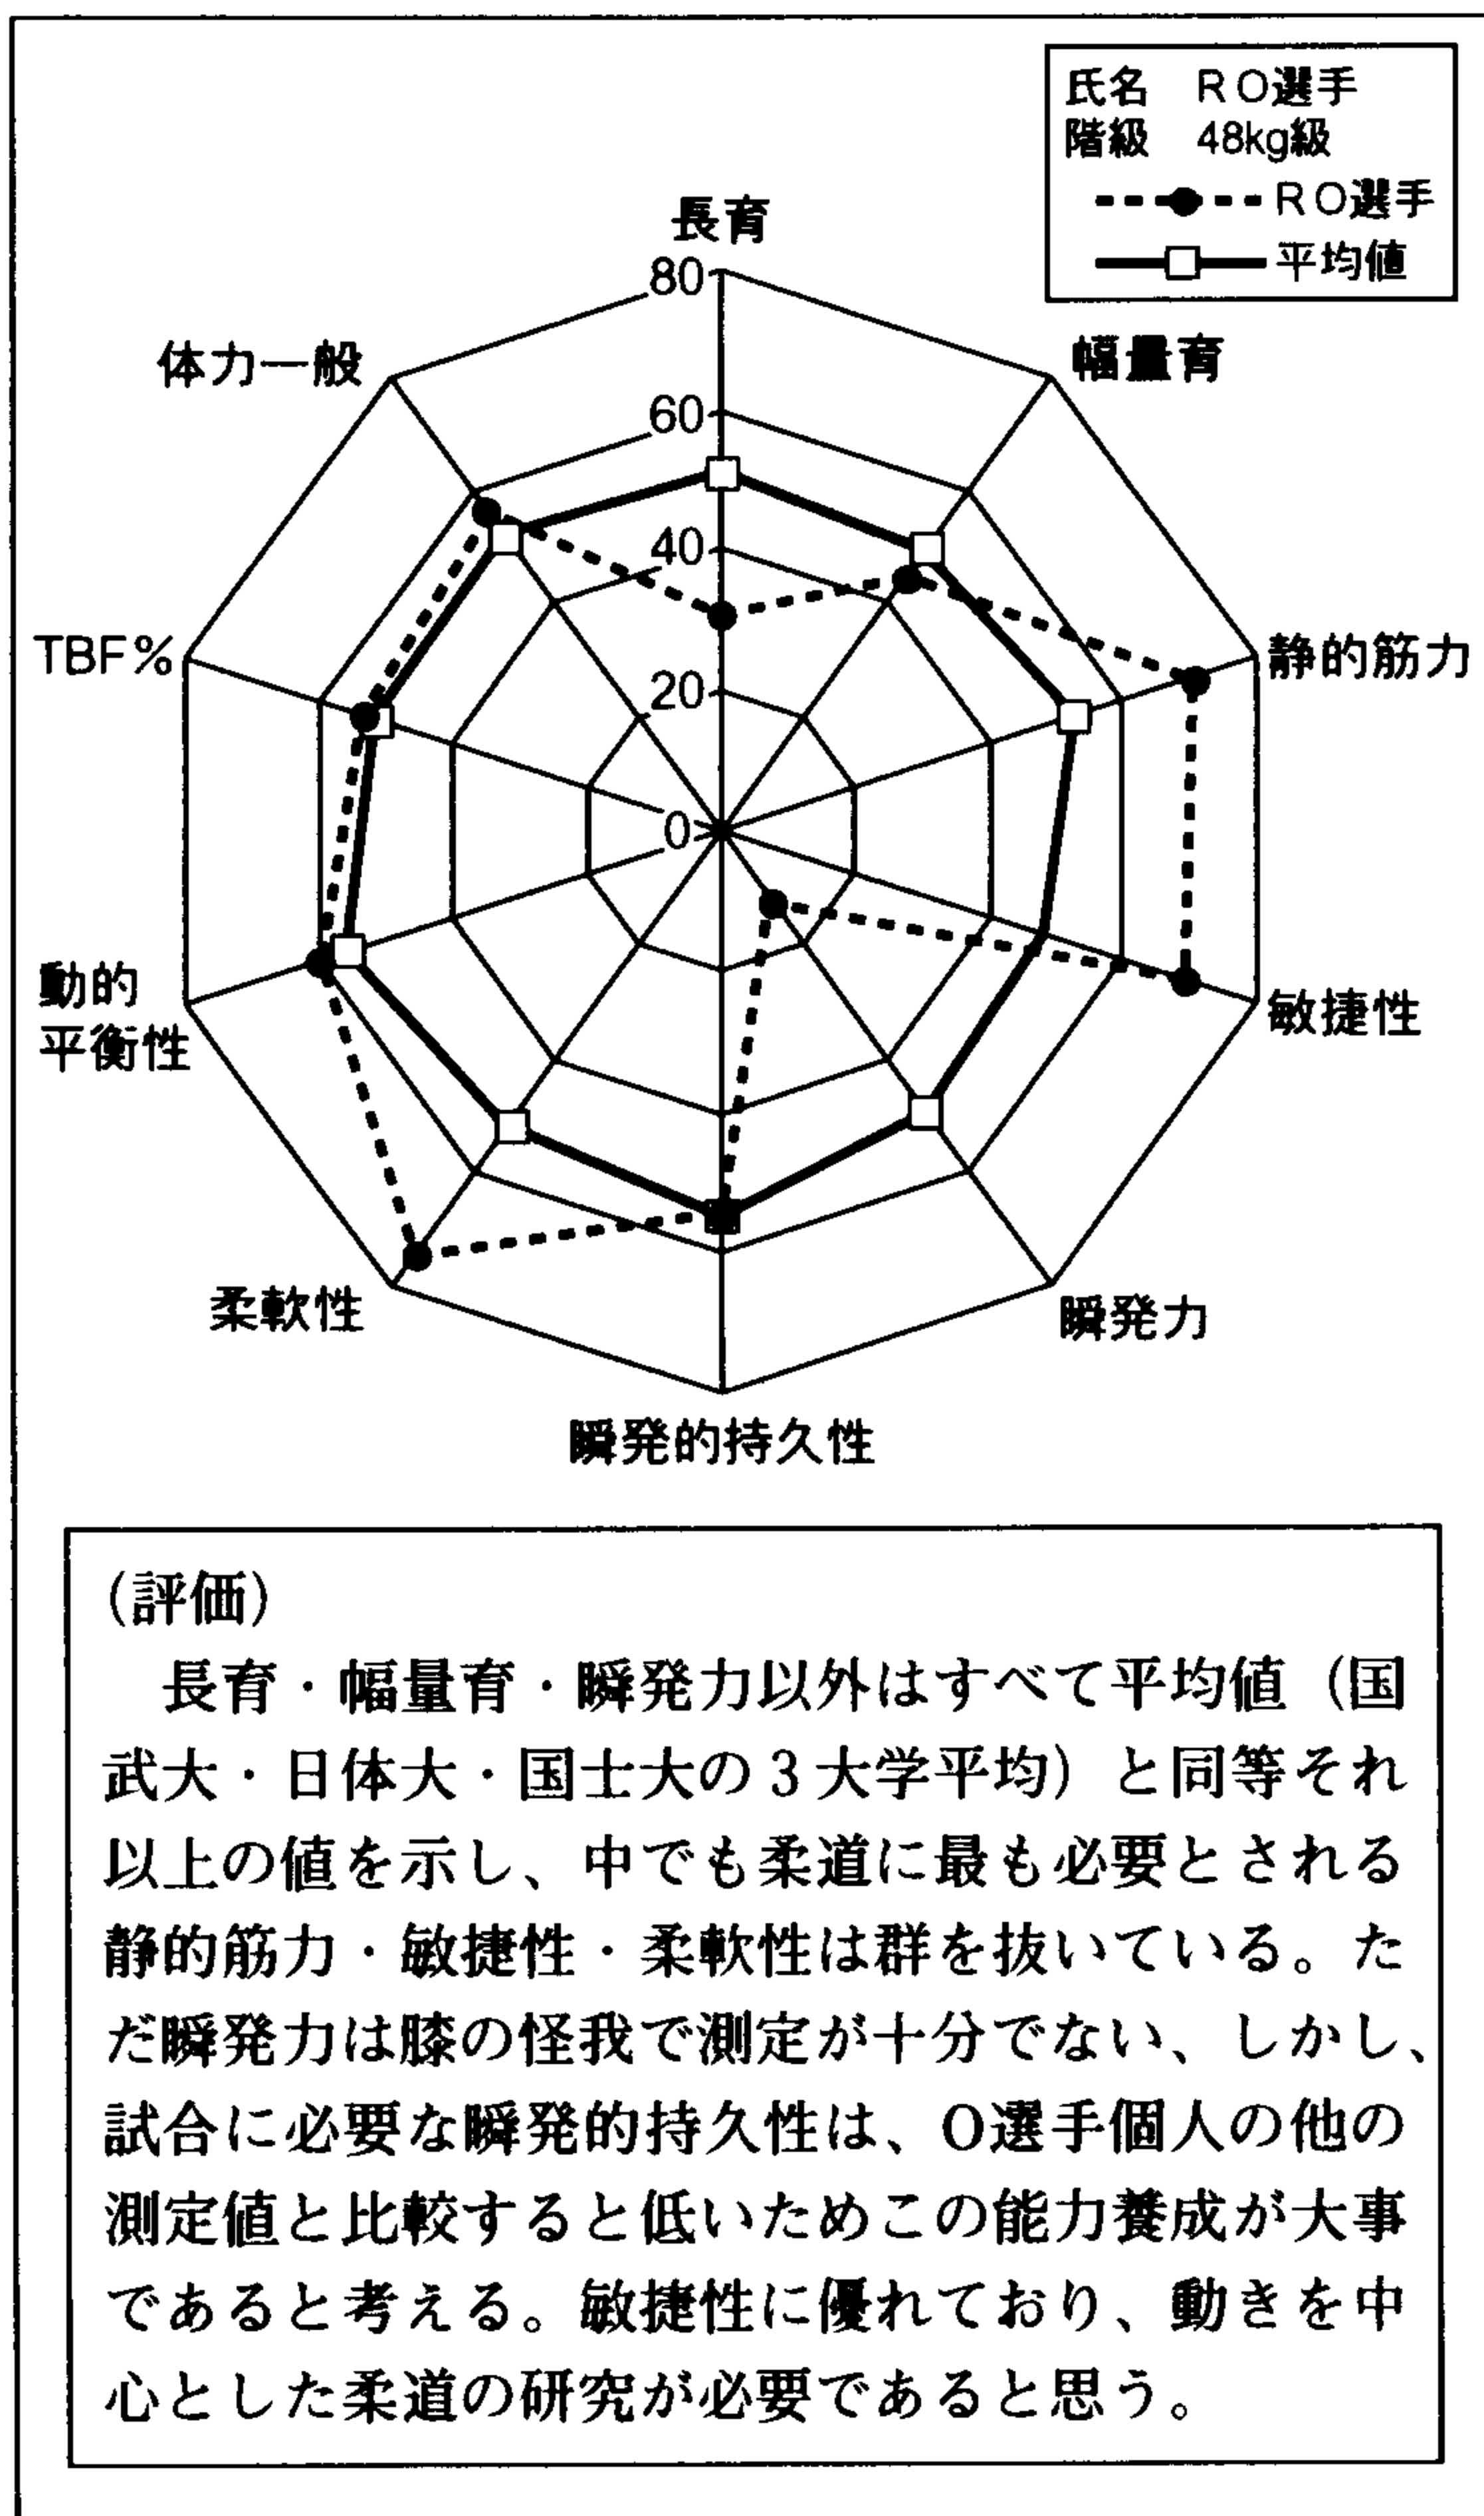 氏名　ＲＯ選手
階級　48kg級
ＲＯ選手
平均値
長育
80
60
40
20
0
幅量育
静的筋力
敏捷性
瞬発力
瞬発的持久性
柔軟性
動的
平衡性
TBF%
体力一般
（評価）
　長育・幅量育・瞬発力以外はすべて平均値（国
武大・日体大・国士大の３大学平均）と同等それ
以上の値を示し、中でも柔道に最も必要とされる
静的筋力・敏捷性・柔軟性は群を抜いている。た
だ瞬発力は膝の怪我で測定が十分でない、しかし、
試合に必要な瞬発的持久性は、Ｏ選手個人の他の
測定値と比較すると低いためこの能力養成が大事
であると考える。敏捷性に優れており、動きを中
心とした柔道の研究が必要であると思う。